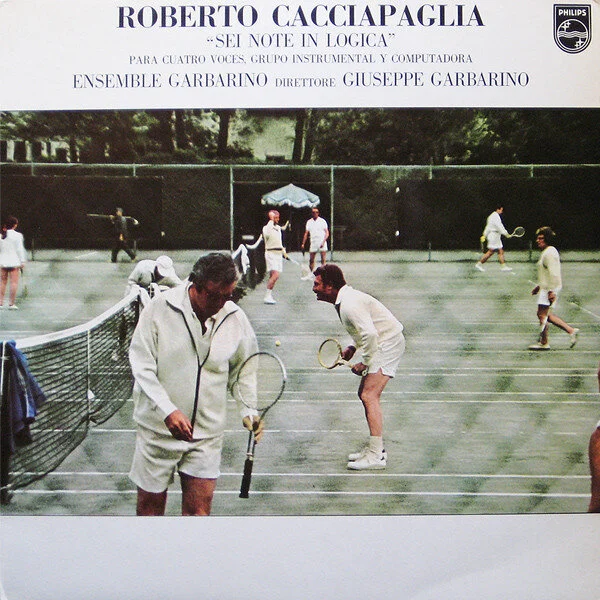 ROBERTO CACCIAPAGLIA
“SEI NOTE IN LOGICA”
PARA CUATRO VOCES, GRUPO INSTRUMENTAL Y COMPUTADORA
ENSEMBLE GARBARINO DIRETTORE GIUSEPPE GARBARINO
PHILIPS